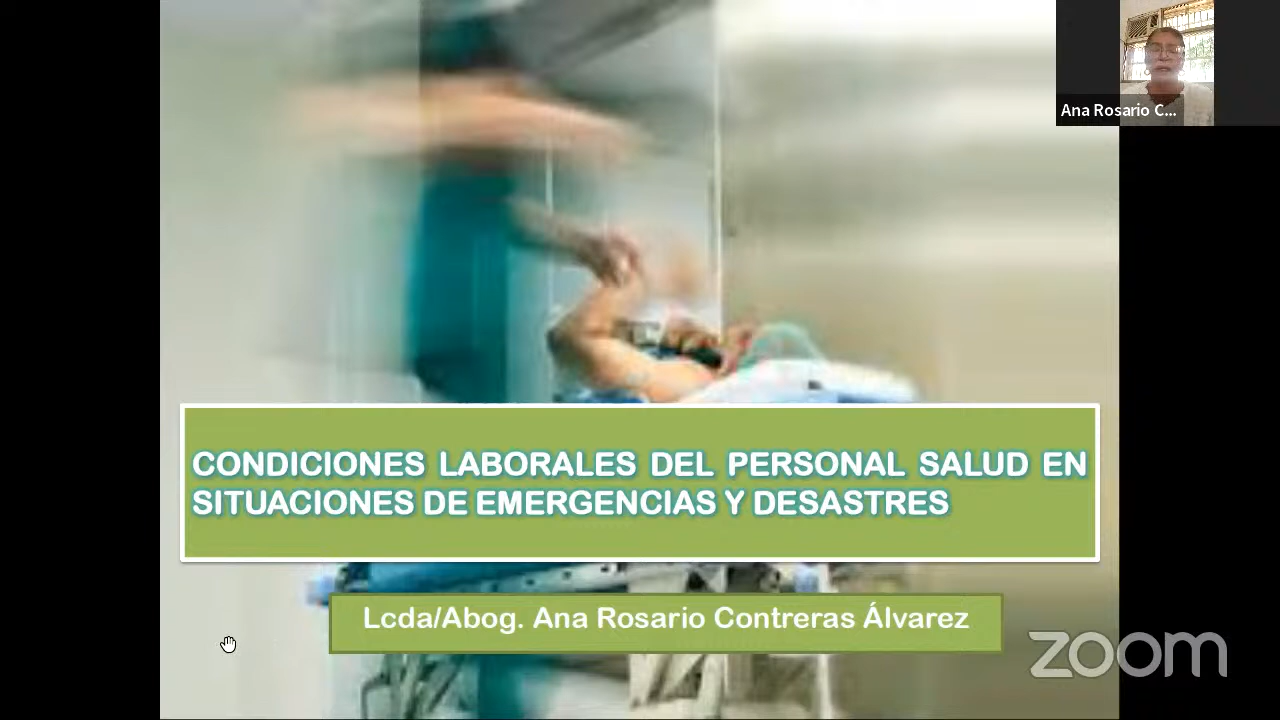 Ana Rosario C...
CONDICIONES LABORALES DEL PERSONAL SALUD EN
SITUACIONES DE EMERGENCIAS Y DESASTRES
Lcda/Abog. Ana Rosario Contreras Álvarez
zoom